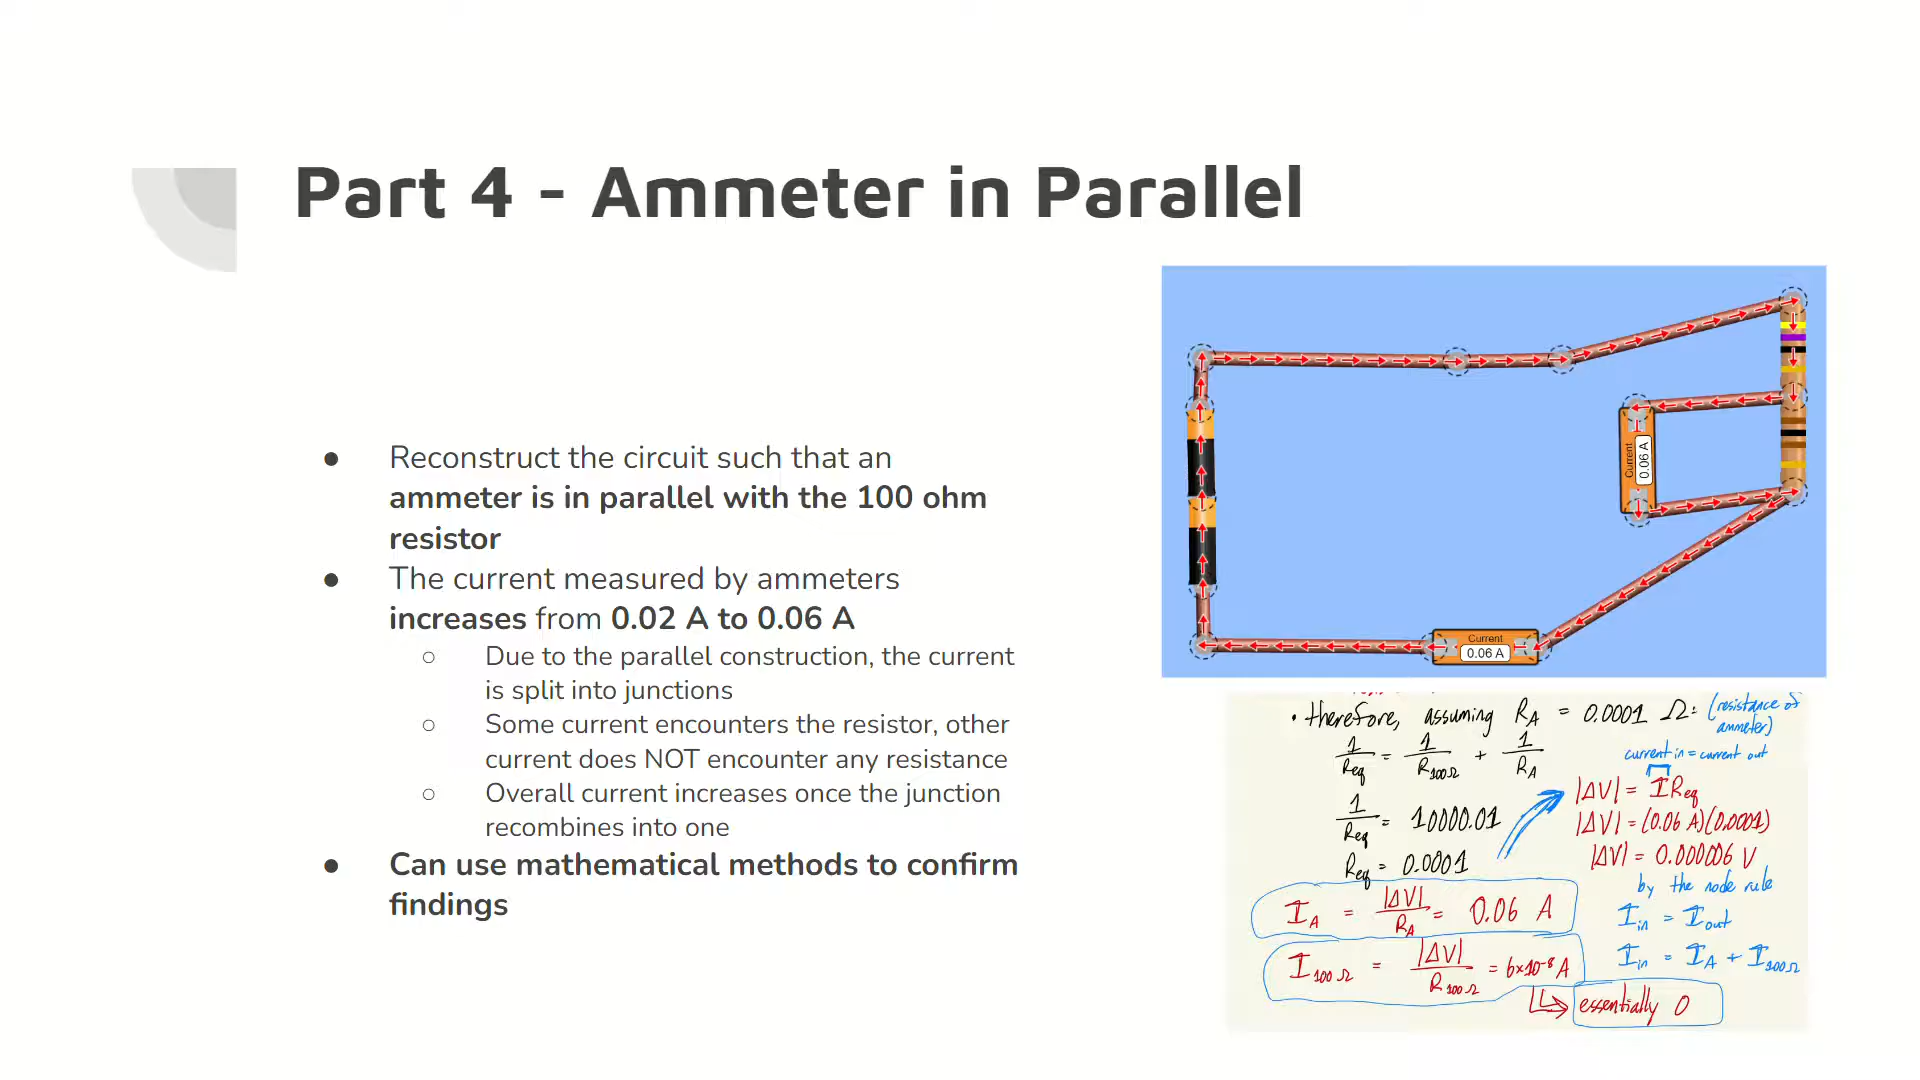 Part 4 - Ammeter in Parallel
● Reconstruct the circuit such that an
ammeter is in parallel with the 100 ohm
resistor
● The current measured by ammeters
increases from 0.02 A to 0.06 A
○ Due to the parallel construction, the current
is split into junctions
○ Some current encounters the resistor, other
current does NOT encounter any resistance
○ Overall current increases once the junction
recombines into one
● Can use mathematical methods to confirm
findings
Current
0.06 A
Current
0.06 A
• therefore, assuming R_A = 0.0001 Ω: (resistance of
ammeter)
1/Req = 1/R100Ω + 1/R_A
1/Req = 10000.01
Req = 0.0001
current in = current out
|ΔV| = I Req
|ΔV| = (0.06 A)(0.0001)
|ΔV| = 0.000006 V
by the node rule
I_in = I_out
I_in = I_A + I_100Ω
I_A = |ΔV|/R_A = 0.06 A
I_100Ω = |ΔV|/R_100Ω = 6×10⁻⁸ A
essentially 0